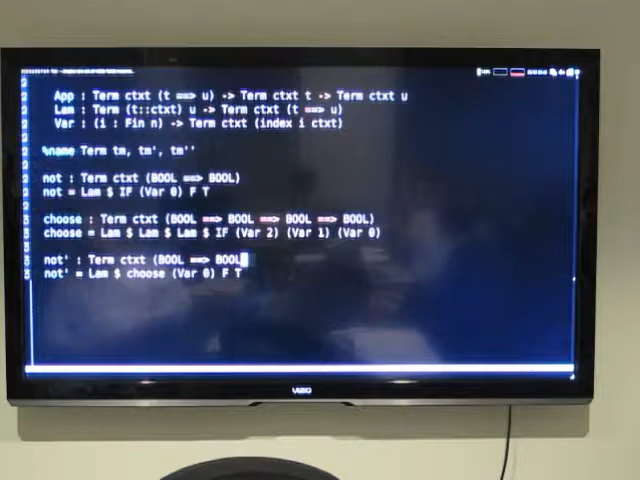 App : Term ctxt (t ==> u) -> Term ctxt t -> Term ctxt u
Lam : Term (t::ctxt) u -> Term ctxt (t ==> u)
Var : (i : Fin n) -> Term ctxt (index i ctxt)
%name Term tm, tm', tm''
not : Term ctxt (BOOL ==> BOOL)
not = Lam $ IF (Var 0) F T
choose : Term ctxt (BOOL ==> BOOL ==> BOOL ==> BOOL)
choose = Lam $ Lam $ Lam $ IF (Var 2) (Var 1) (Var 0)
not' : Term ctxt (BOOL ==> BOOL
not' = Lam $ choose (Var 0) F T
VIZIO